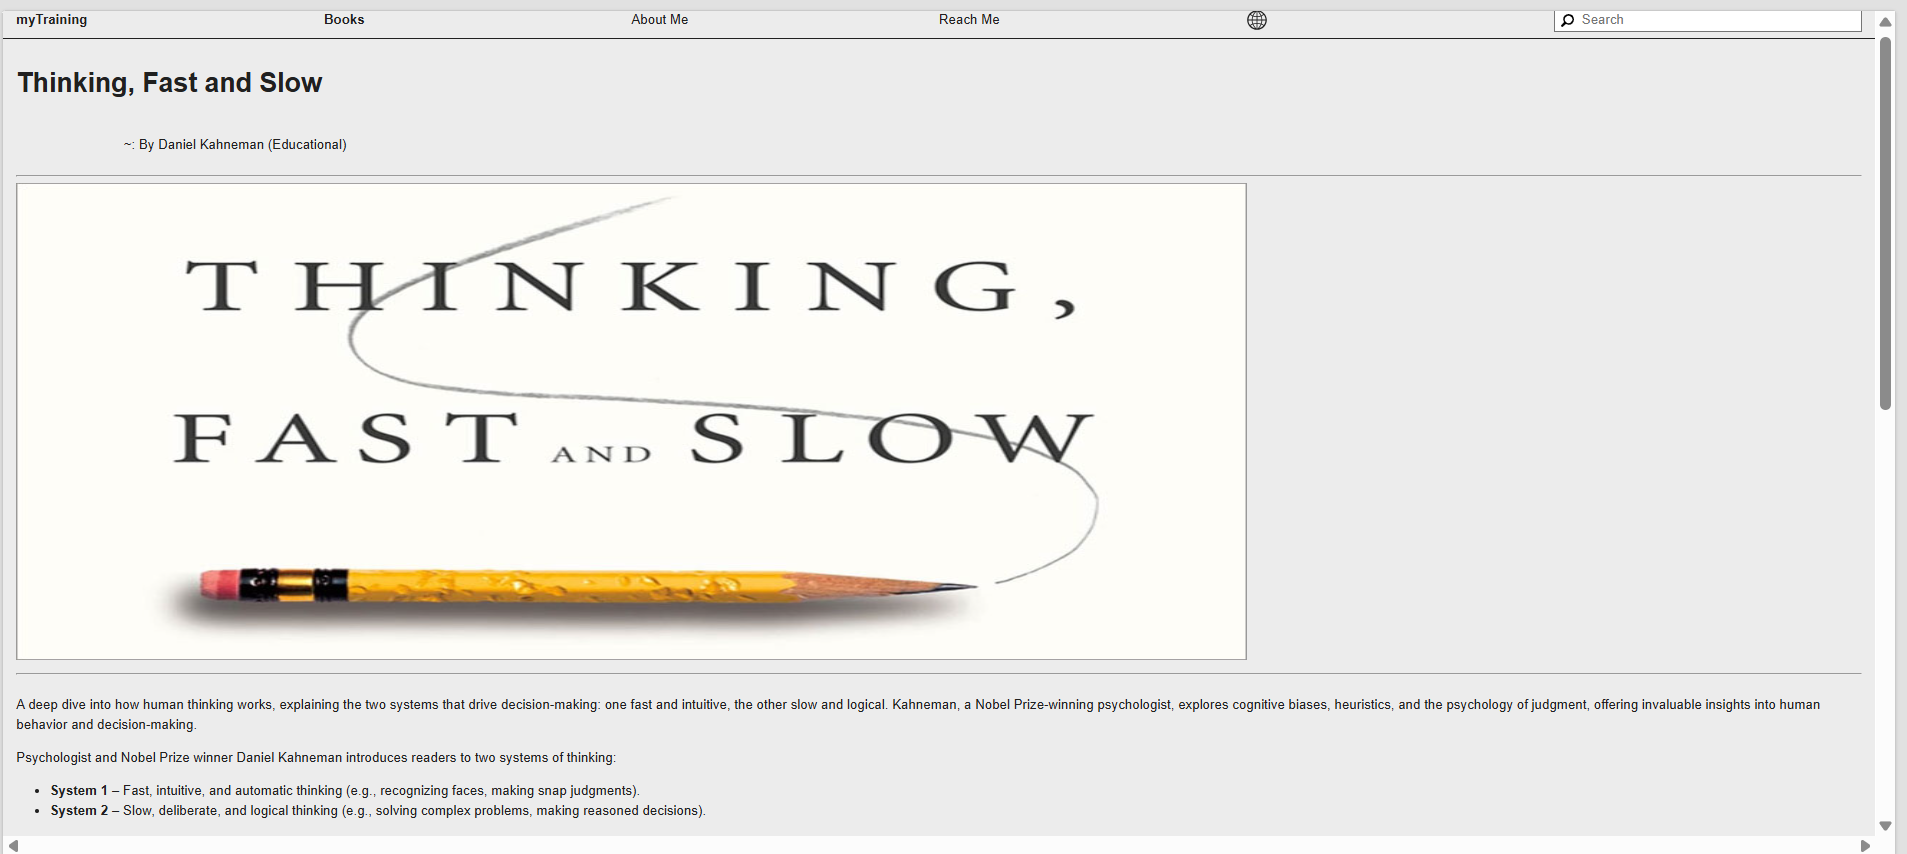 myTraining Books About Me Reach Me Search
Thinking, Fast and Slow
~: By Daniel Kahneman (Educational)
THINKING,
FAST AND SLOW
A deep dive into how human thinking works, explaining the two systems that drive decision-making: one fast and intuitive, the other slow and logical. Kahneman, a Nobel Prize-winning psychologist, explores cognitive biases, heuristics, and the psychology of judgment, offering invaluable insights into human
behavior and decision-making.
Psychologist and Nobel Prize winner Daniel Kahneman introduces readers to two systems of thinking:
• System 1 – Fast, intuitive, and automatic thinking (e.g., recognizing faces, making snap judgments).
• System 2 – Slow, deliberate, and logical thinking (e.g., solving complex problems, making reasoned decisions).